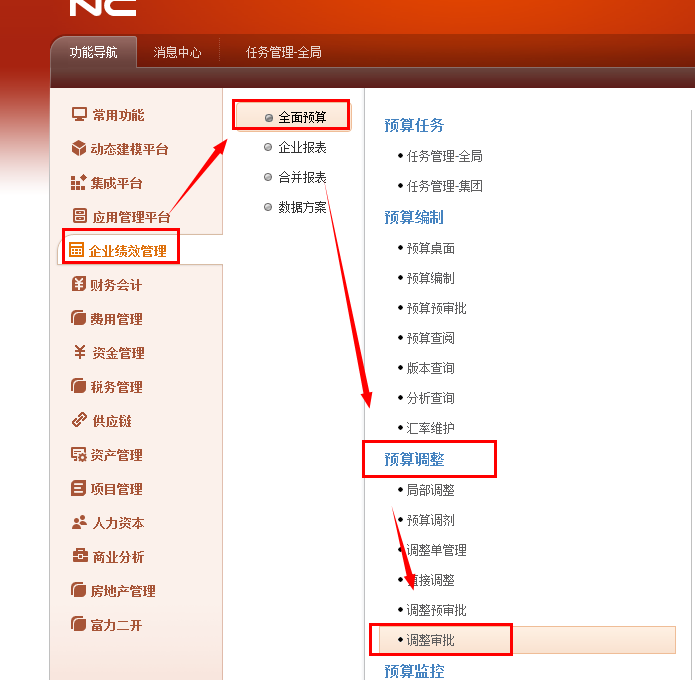 NC
功能导航
消息中心
任务管理-全局
常用功能
动态建模平台
集成平台
应用管理平台
企业绩效管理
财务会计
费用管理
资金管理
税务管理
供应链
资产管理
项目管理
人力资本
商业分析
房地产管理
富力二开
全面预算
企业报表
合并报表
数据方案
预算任务
任务管理-全局
任务管理-集团
预算编制
预算桌面
预算编制
预算预审批
预算查阅
版本查询
分析查询
汇率维护
预算调整
局部调整
预算调剂
调整单管理
直接调整
调整预审批
调整审批
预算监控